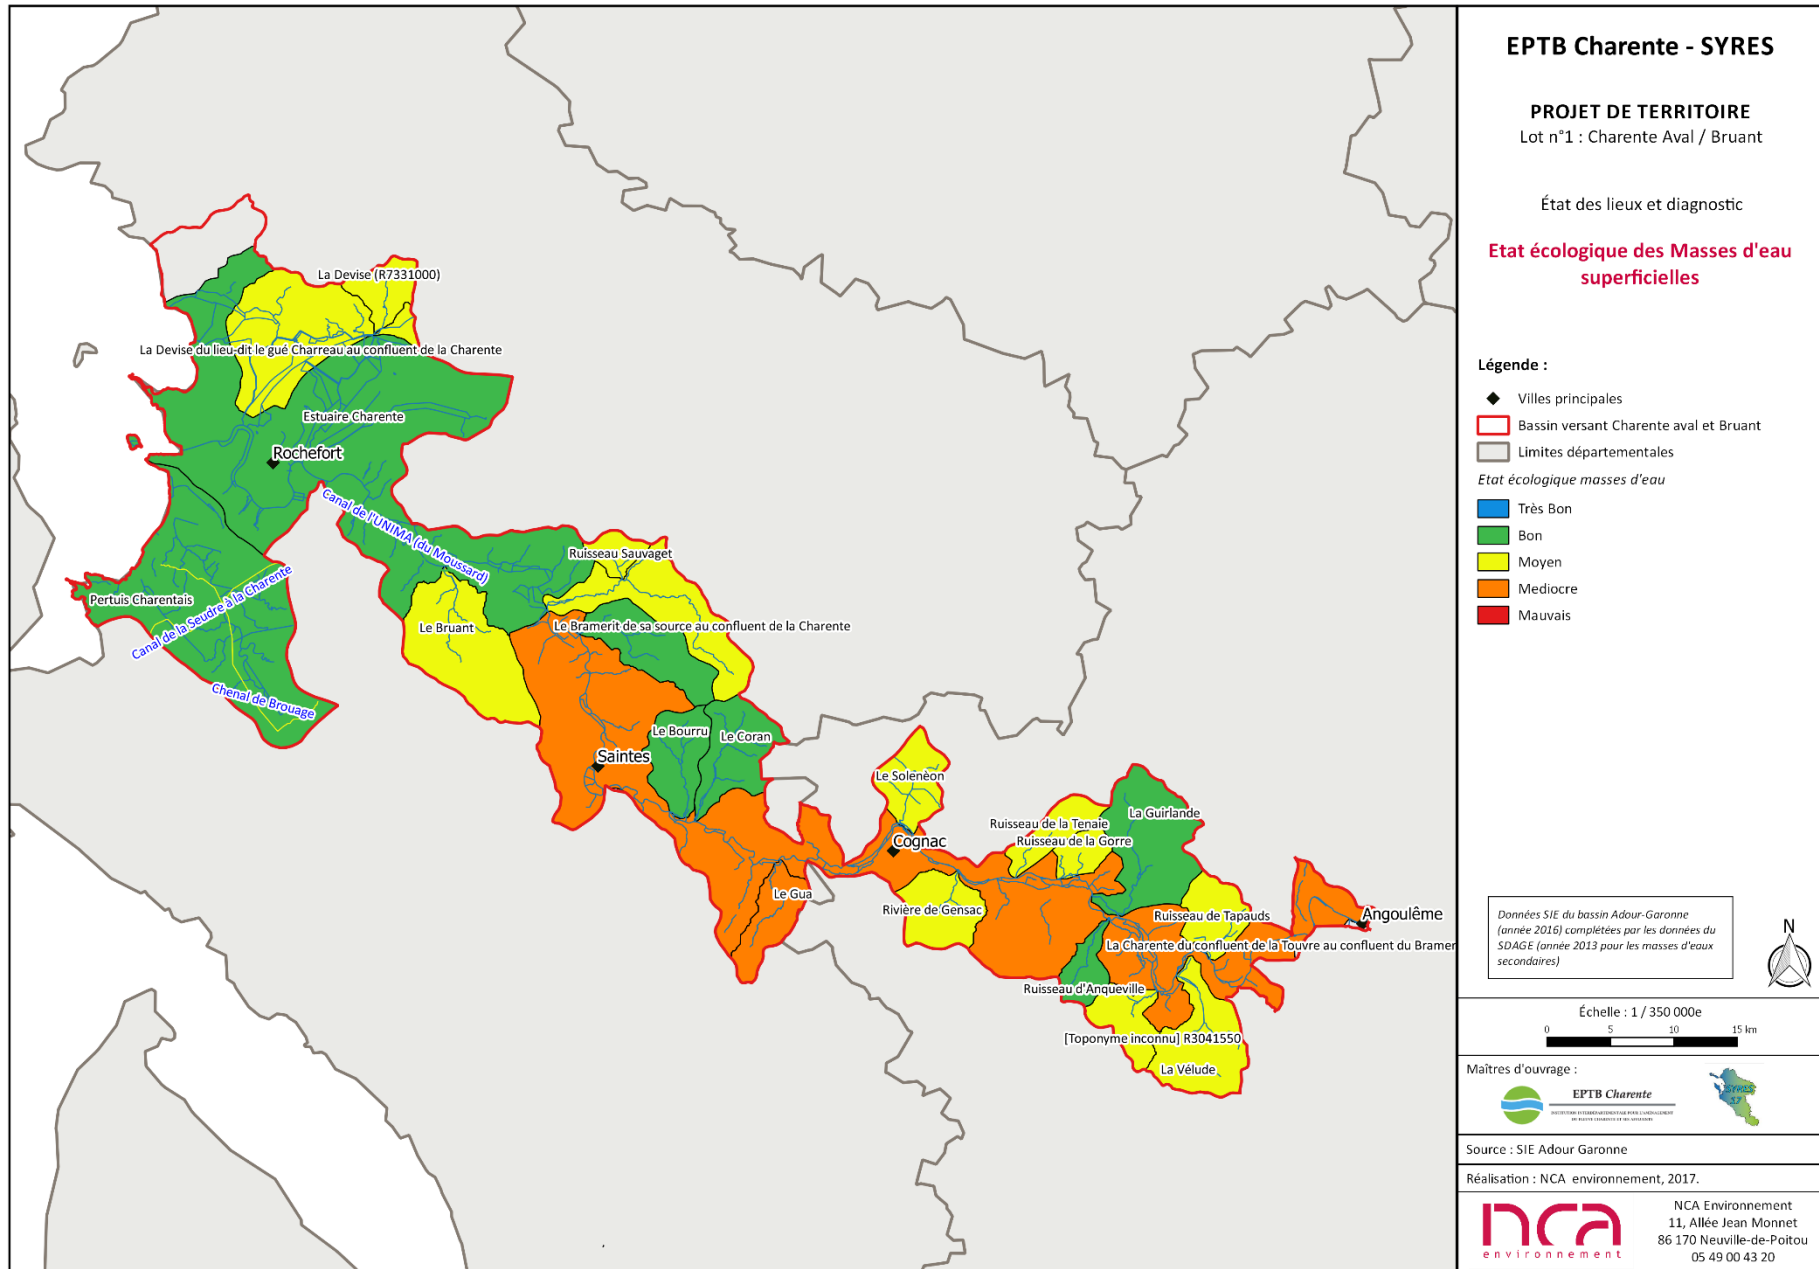 La Devise (R7331000)
La Devise du lieu-dit le gué Charreau au confluent de la Charente
Estuaire Charente
Rochefort
Canal de l'UNIMA (du Moussard)
Ruisseau Sauvaget
Pertuis Charentais
Canal de la Seudre à la Charente
Le Bruant
Le Bramerit de sa source au confluent de la Charente
Chenal de Brouage
Le Bourru
Le Coran
Saintes
Le Solenèon
La Guirlande
Ruisseau de la Tenaie
Ruisseau de la Gorre
Cognac
Le Gua
Rivière de Gensac
Ruisseau de Tapauds
Angoulême
La Charente du confluent de la Touvre au confluent du Bramer
Ruisseau d'Anqueville
[Toponyme inconnu] R3041550
La Vélude
EPTB Charente - SYRES
PROJET DE TERRITOIRE
Lot n°1 : Charente Aval / Bruant
État des lieux et diagnostic
Etat écologique des Masses d'eau
superficielles
Légende :
Villes principales
Bassin versant Charente aval et Bruant
Limites départementales
Etat écologique masses d'eau
Très Bon
Bon
Moyen
Mediocre
Mauvais
Données SIE du bassin Adour-Garonne
(année 2016) complétées par les données du
SDAGE (année 2013 pour les masses d'eaux
secondaires)
N
Échelle : 1 / 350 000e
0 5 10 15 km
Maîtres d'ouvrage :
EPTB Charente
SYRES
17
Source : SIE Adour Garonne
Réalisation : NCA environnement, 2017.
nca
environnement
NCA Environnement
11, Allée Jean Monnet
86 170 Neuville-de-Poitou
05 49 00 43 20